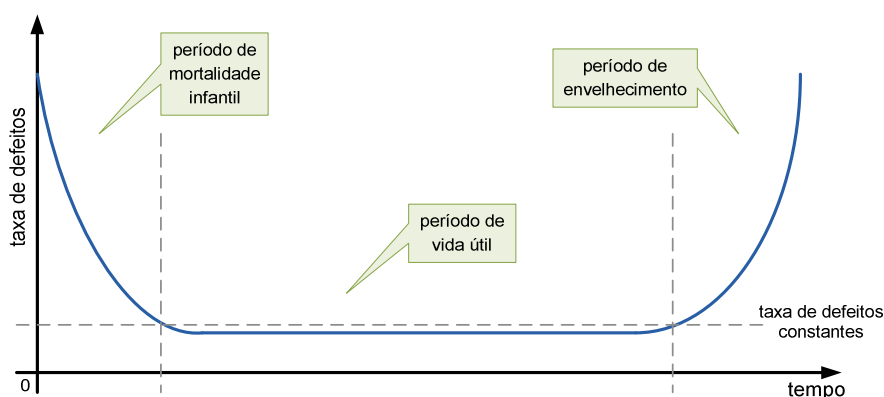 período de
mortalidade
infantil
período de
envelhecimento
taxa de defeitos
período de
vida útil
taxa de defeitos
constantes
0
tempo